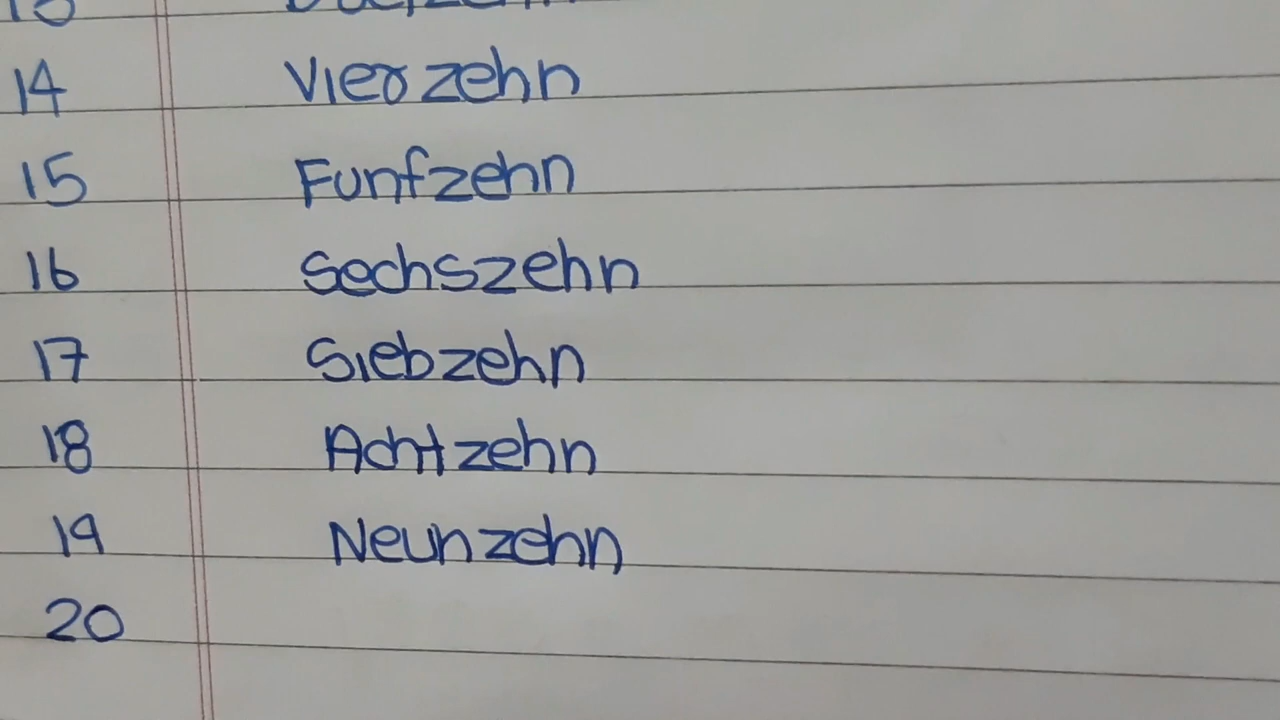 14 Vierzehn
15 Funfzehn
16 Sechszehn
17 Siebzehn
18 Achtzehn
19 Neunzehn
20